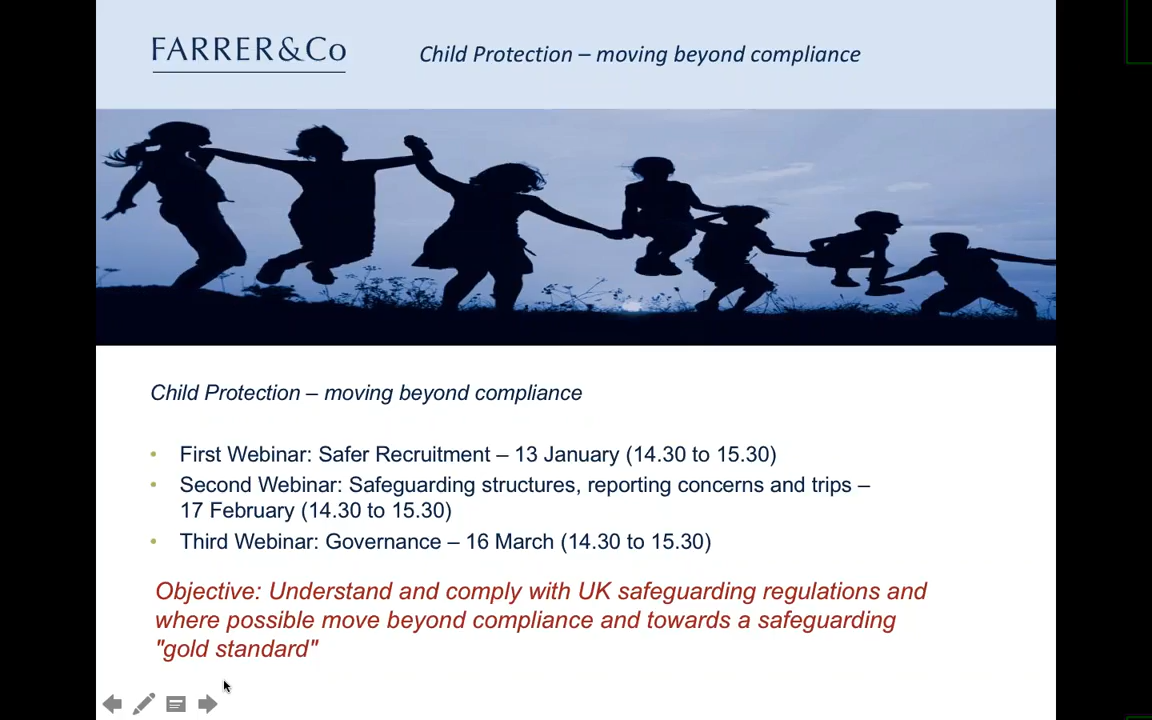 FARRER&Co
Child Protection – moving beyond compliance
Child Protection – moving beyond compliance
• First Webinar: Safer Recruitment – 13 January (14.30 to 15.30)
• Second Webinar: Safeguarding structures, reporting concerns and trips –
17 February (14.30 to 15.30)
• Third Webinar: Governance – 16 March (14.30 to 15.30)
Objective: Understand and comply with UK safeguarding regulations and
where possible move beyond compliance and towards a safeguarding
"gold standard"